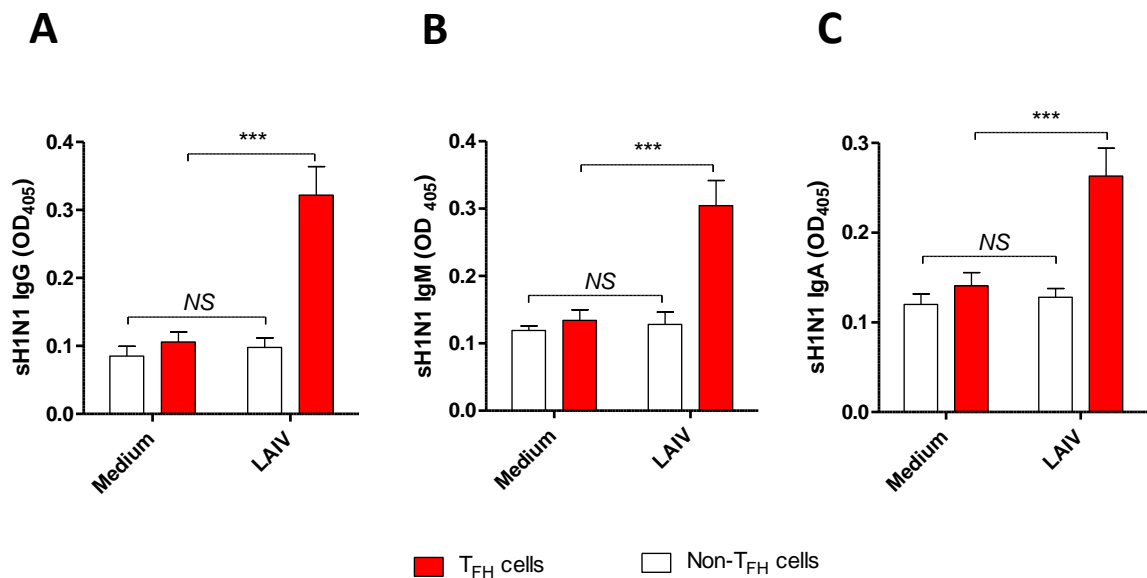 A
sH1N1 IgG (OD405)
0.4
0.3
0.2
0.1
0.0
***
NS
Medium
LAIV
B
sH1N1 IgM (OD 405)
0.4
0.3
0.2
0.1
0.0
***
NS
Medium
LAIV
C
sH1N1 IgA (OD405)
0.3
0.2
0.1
0.0
***
NS
Medium
LAIV
TFH cells
Non-TFH cells